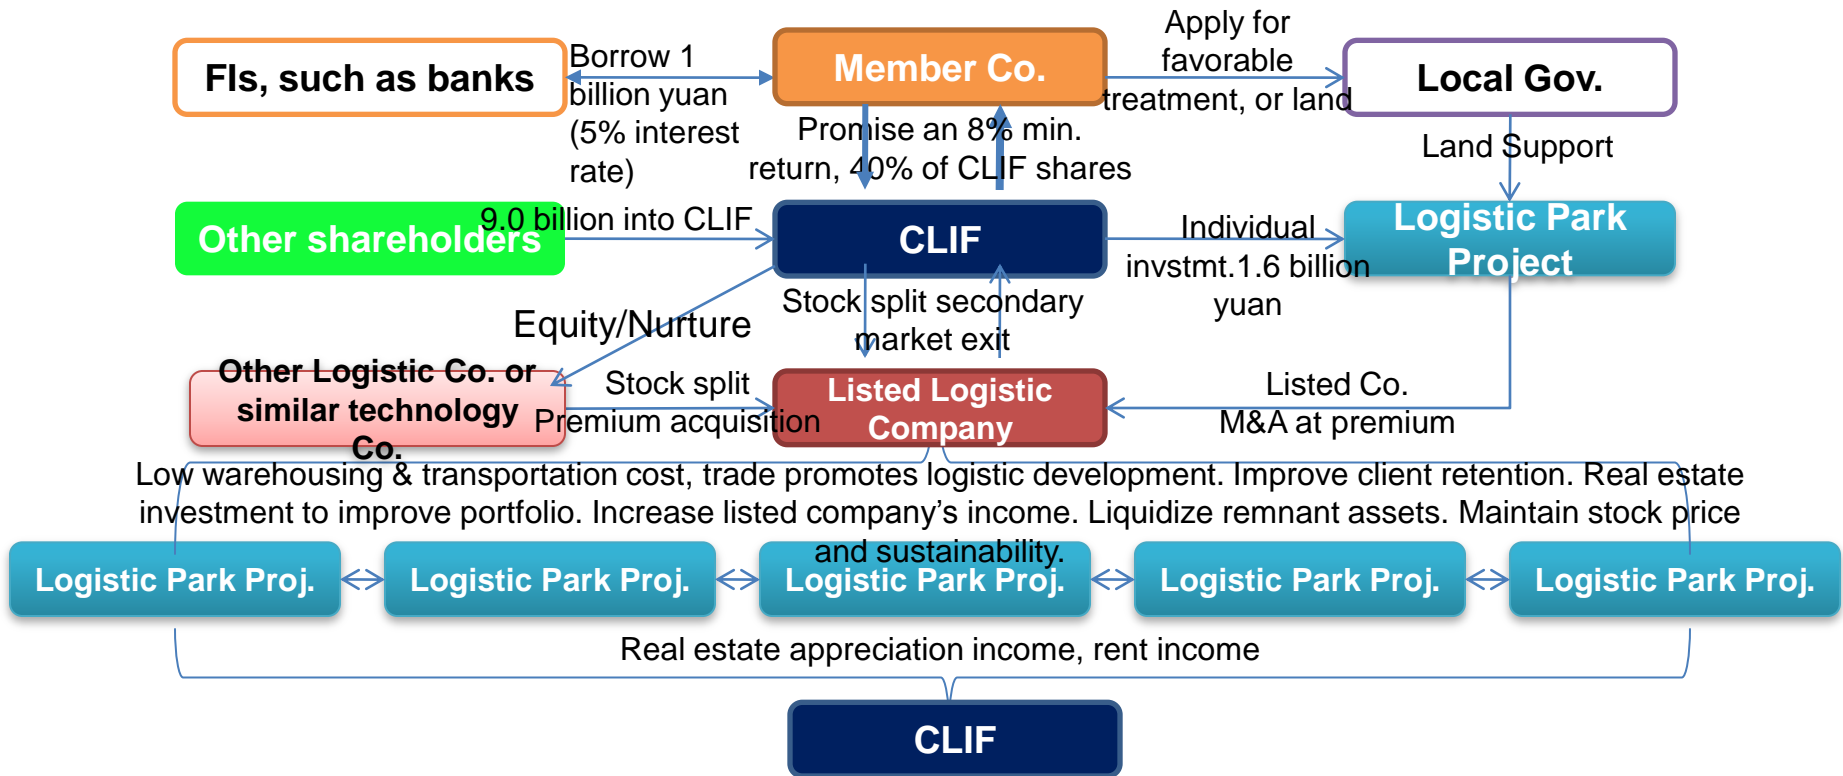 FIs, such as banks
Borrow 1
billion yuan
(5% interest
rate)
Member Co.
Apply for
favorable
treatment, or land
Local Gov.
Promise an 8% min.
return, 40% of CLIF shares
Land Support
Other shareholders
9.0 billion into CLIF
CLIF
Individual
invstmt.1.6 billion
yuan
Logistic Park
Project
Equity/Nurture
Stock split secondary
market exit
Other Logistic Co. or
similar technology
Co.
Stock split
Premium acquisition
Listed Logistic
Company
Listed Co.
M&A at premium
Low warehousing & transportation cost, trade promotes logistic development. Improve client retention. Real estate
investment to improve portfolio. Increase listed company’s income. Liquidize remnant assets. Maintain stock price
and sustainability.
Logistic Park Proj.
Logistic Park Proj.
Logistic Park Proj.
Logistic Park Proj.
Logistic Park Proj.
Real estate appreciation income, rent income
CLIF